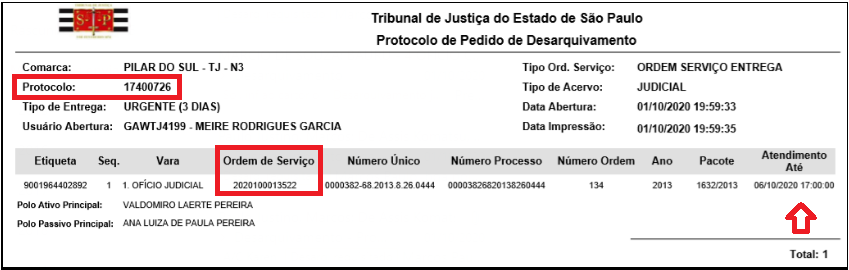 S T P
Tribunal de Justiça do Estado de São Paulo
Protocolo de Pedido de Desarquivamento
Comarca: PILAR DO SUL - TJ - N3 Tipo Ord. Serviço: ORDEM SERVIÇO ENTREGA
Protocolo: 17400726 Tipo de Acervo: JUDICIAL
Tipo de Entrega: URGENTE (3 DIAS) Data Abertura: 01/10/2020 19:59:33
Usuário Abertura: GAWTJ4199 - MEIRE RODRIGUES GARCIA Data Impressão: 01/10/2020 19:59:35
Etiqueta Seq. Vara Ordem de Serviço Número Único Número Processo Número Ordem Ano Pacote Atendimento Até
9001964402892 1 1. OFÍCIO JUDICIAL 2020100013522 0000382-68.2013.8.26.0444 00003826820138260444 134 2013 1632/2013 06/10/2020 17:00:00
Polo Ativo Principal: VALDOMIRO LAERTE PEREIRA
Polo Passivo Principal: ANA LUIZA DE PAULA PEREIRA
Total: 1